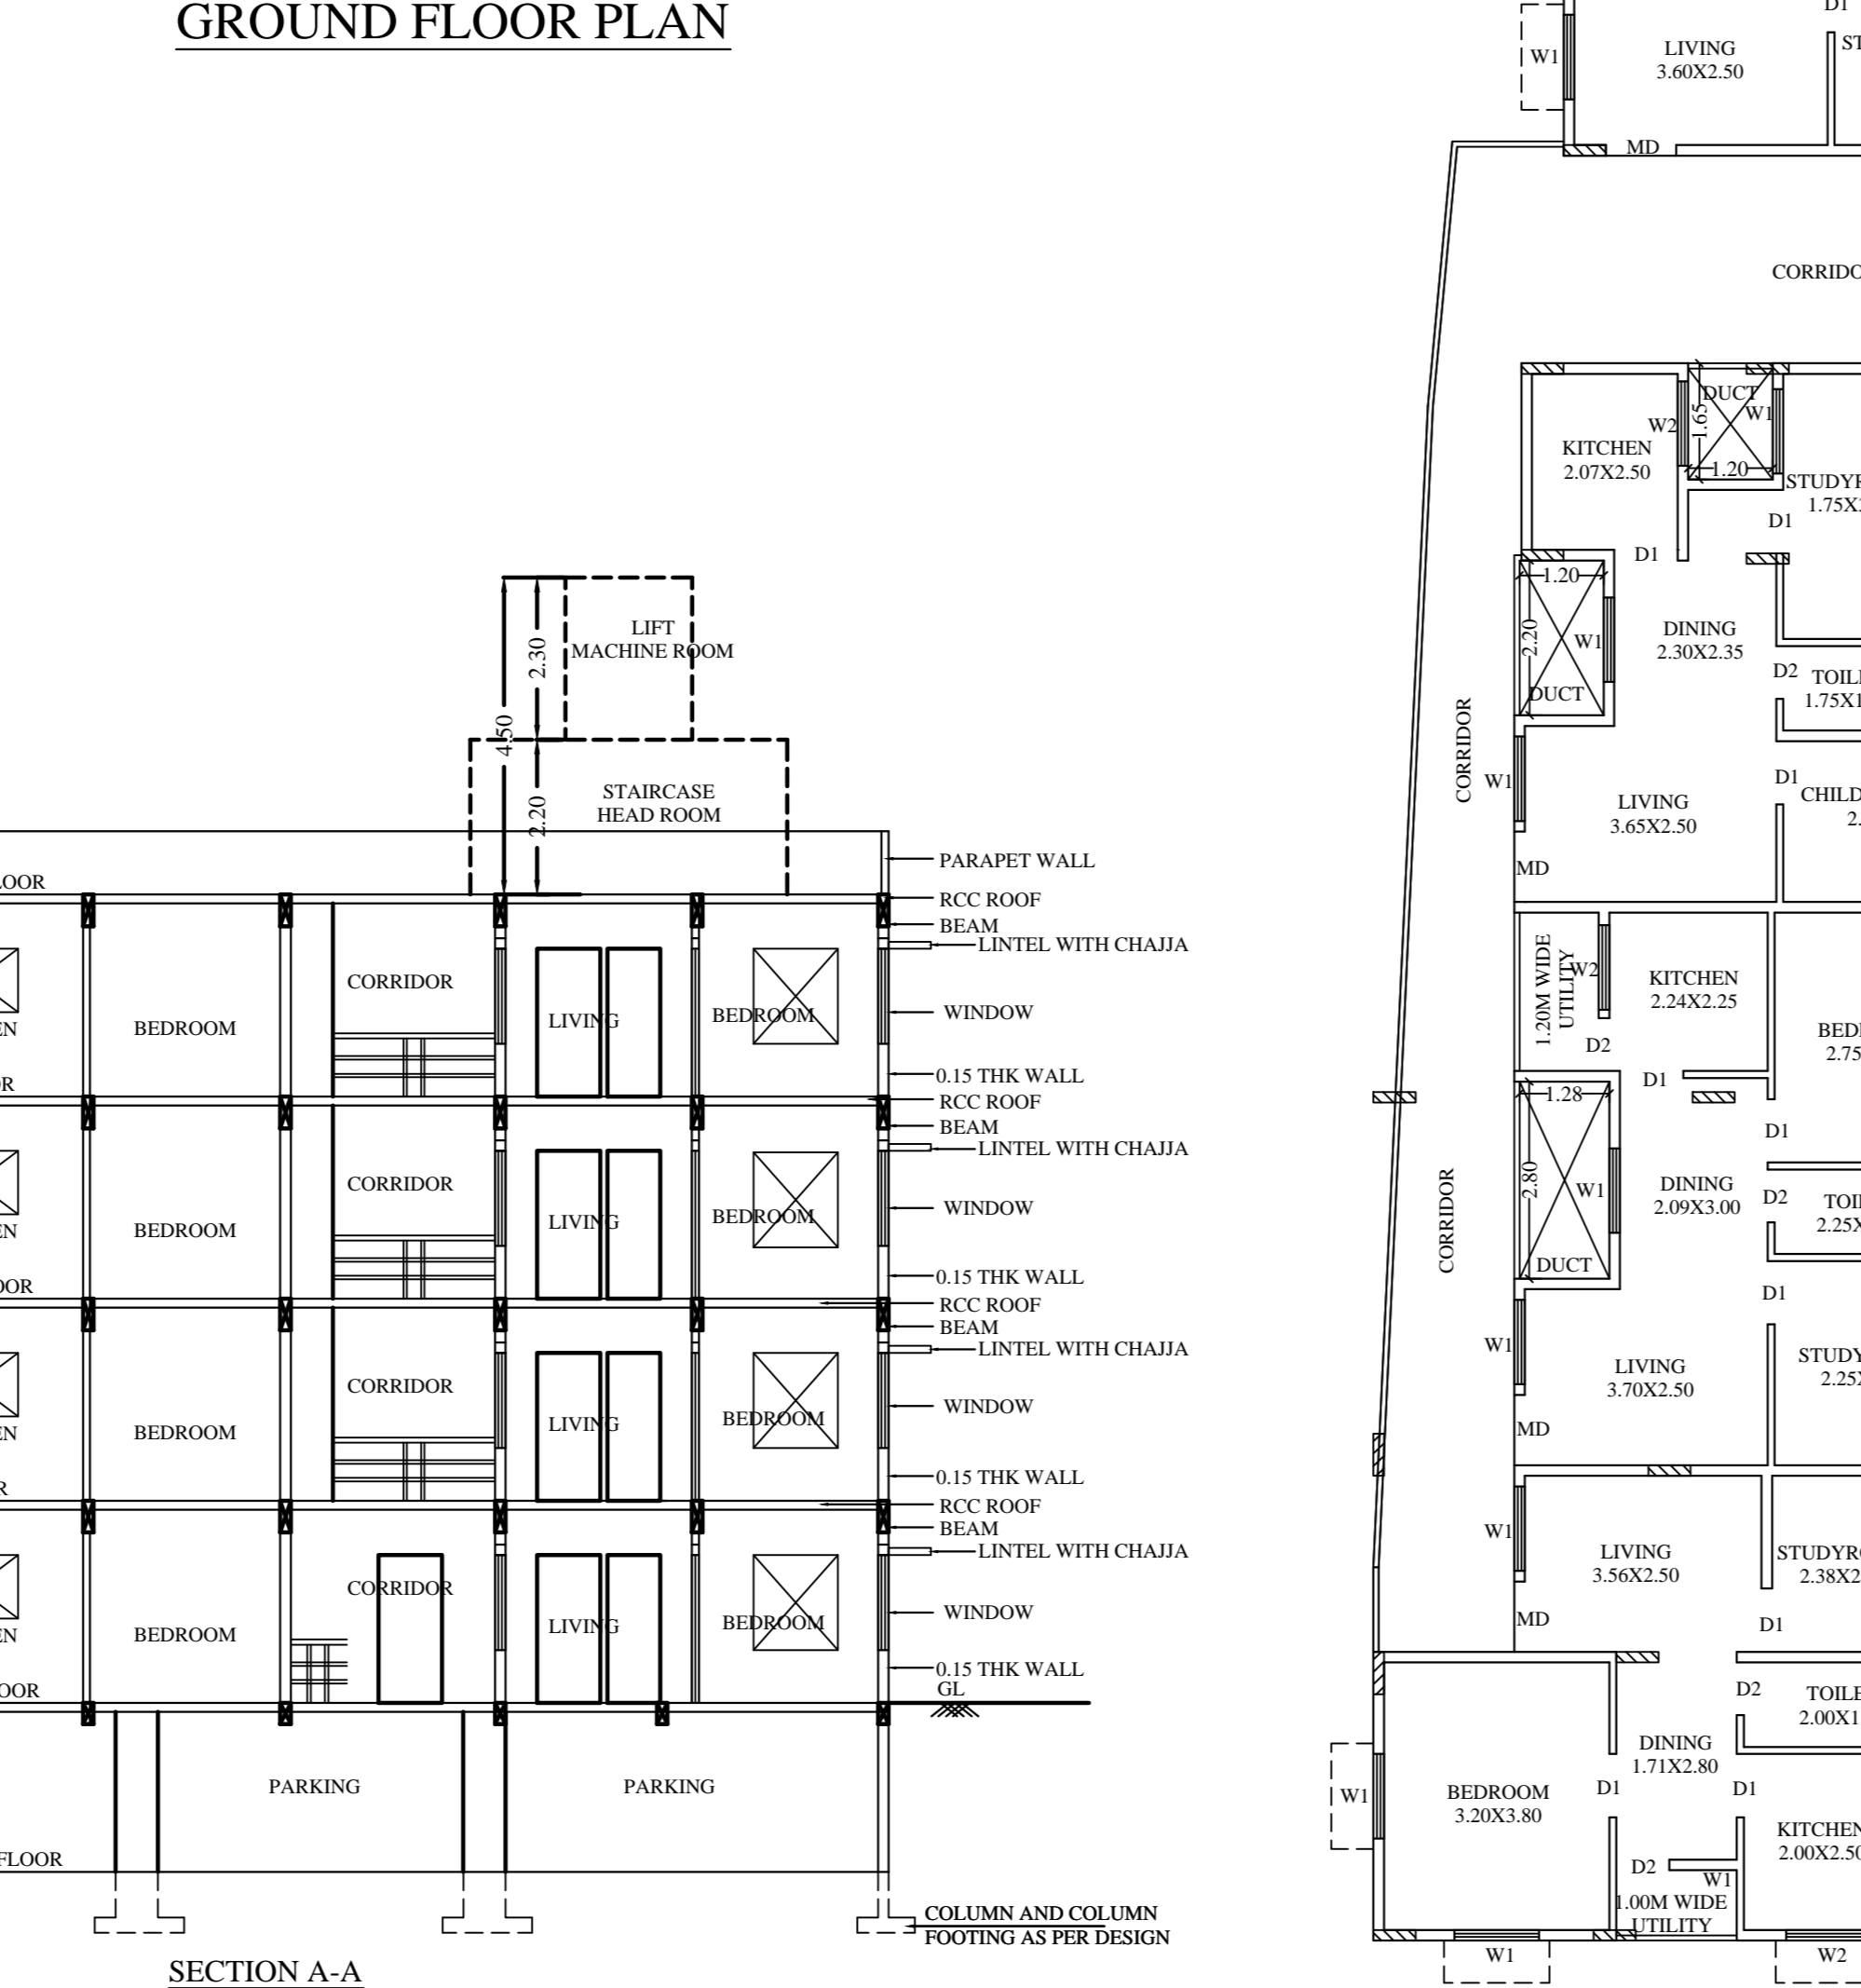 GROUND FLOOR PLAN
LIFT
MACHINE ROOM
2.30
4.50
STAIRCASE
HEAD ROOM
2.20
PARAPET WALL
RCC ROOF
BEAM
LINTEL WITH CHAJJA
CORRIDOR
LIVING
BEDROOM
WINDOW
BEDROOM
0.15 THK WALL
RCC ROOF
BEAM
LINTEL WITH CHAJJA
CORRIDOR
LIVING
BEDROOM
WINDOW
BEDROOM
0.15 THK WALL
RCC ROOF
BEAM
LINTEL WITH CHAJJA
CORRIDOR
LIVING
BEDROOM
WINDOW
BEDROOM
0.15 THK WALL
RCC ROOF
BEAM
LINTEL WITH CHAJJA
CORRIDOR
LIVING
BEDROOM
WINDOW
BEDROOM
0.15 THK WALL
GL
PARKING
PARKING
FLOOR
COLUMN AND COLUMN
FOOTING AS PER DESIGN
SECTION A-A
D1
W1
LIVING
3.60X2.50
MD
DUCT
1.65
W1
W2
1.20
KITCHEN
2.07X2.50
D1
D1
1.20
2.20
W1
DUCT
DINING
2.30X2.35
D2
CORRIDOR
W1
LIVING
3.65X2.50
D1
MD
1.20M WIDE
UTILITY
W2
KITCHEN
2.24X2.25
D2
D1
1.28
2.80
W1
DUCT
D1
DINING
2.09X3.00
D2
CORRIDOR
D1
W1
LIVING
3.70X2.50
MD
W1
LIVING
3.56X2.50
MD
D1
D2
DINING
1.71X2.80
W1
BEDROOM
3.20X3.80
D1
D1
KITCHEN
2.00X2.50
D2
W1
1.00M WIDE
UTILITY
W1
W2